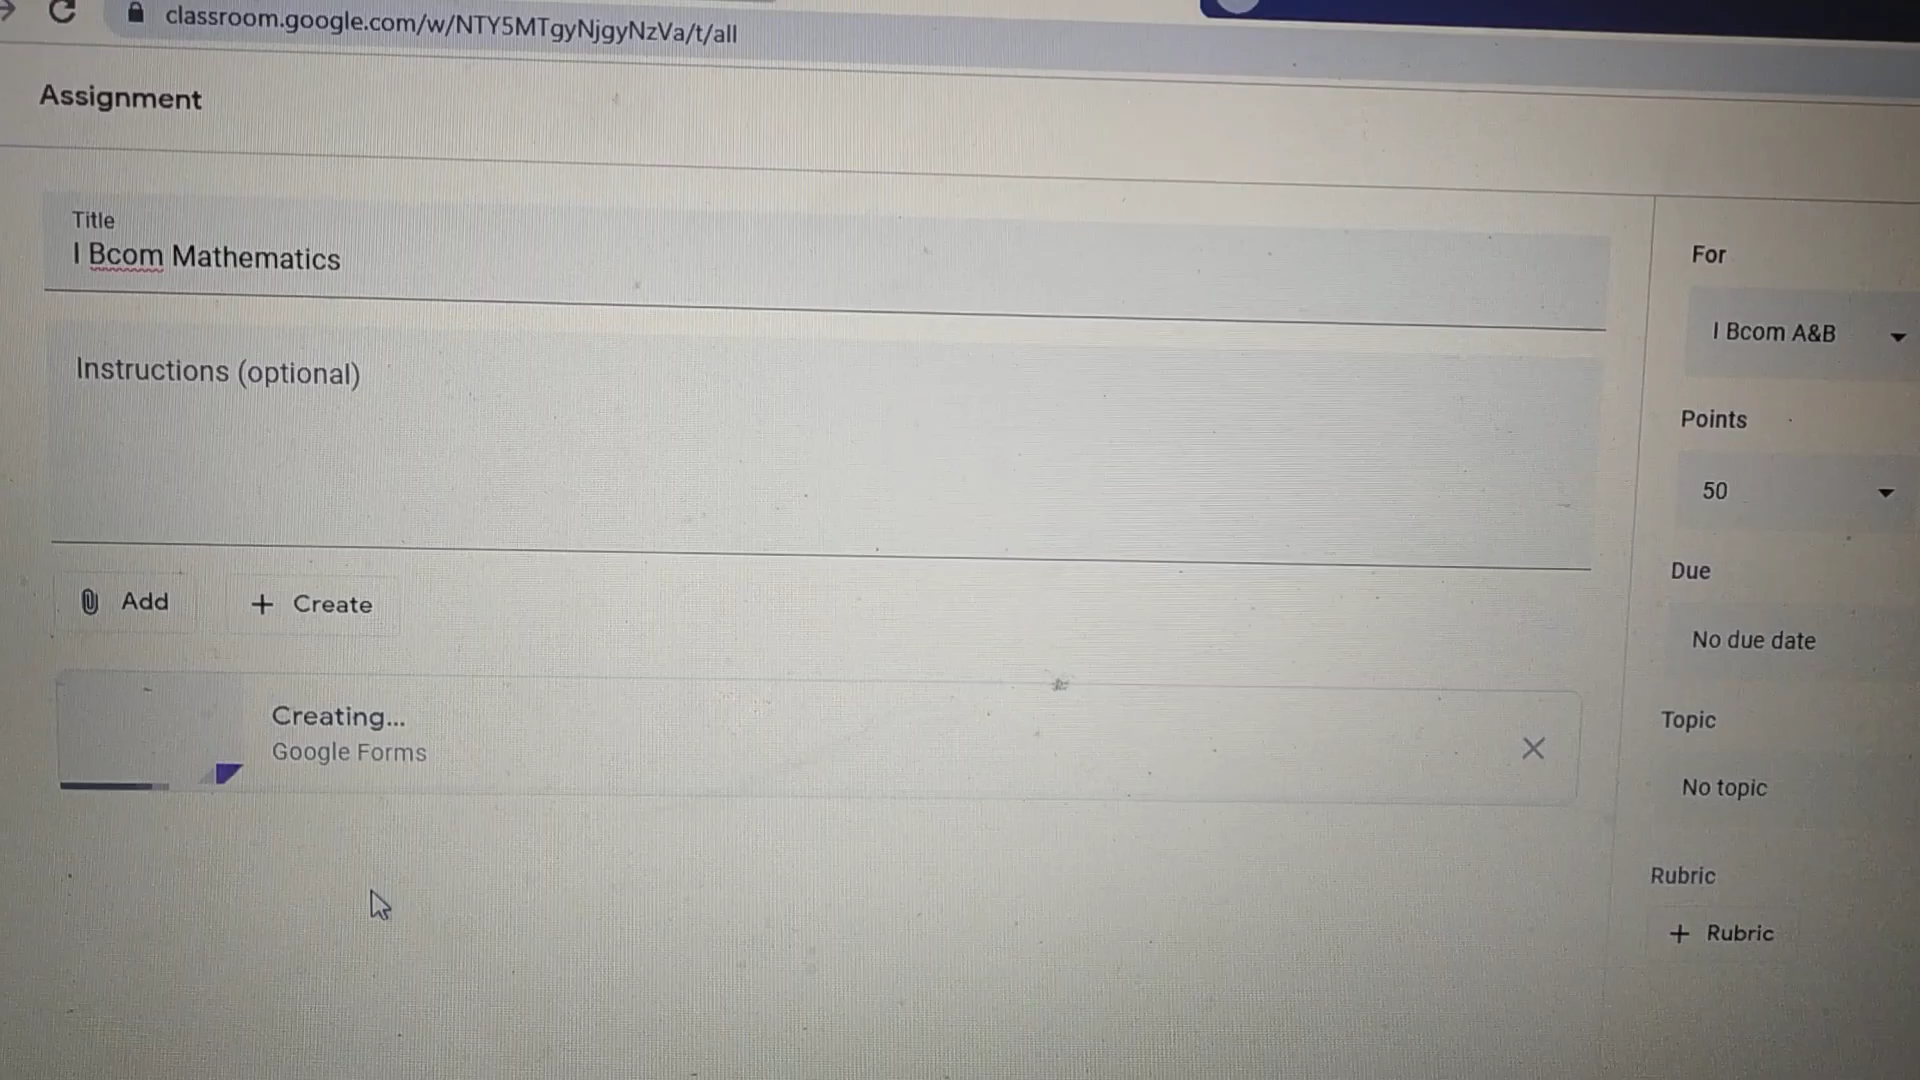 classroom.google.com/w/NTY5MTgyNjgyNzVa/t/all
Assignment
Title
I Bcom Mathematics
Instructions (optional)
Add
+ Create
Creating...
Google Forms
For
I Bcom A&B
Points
50
Due
No due date
Topic
No topic
Rubric
+ Rubric